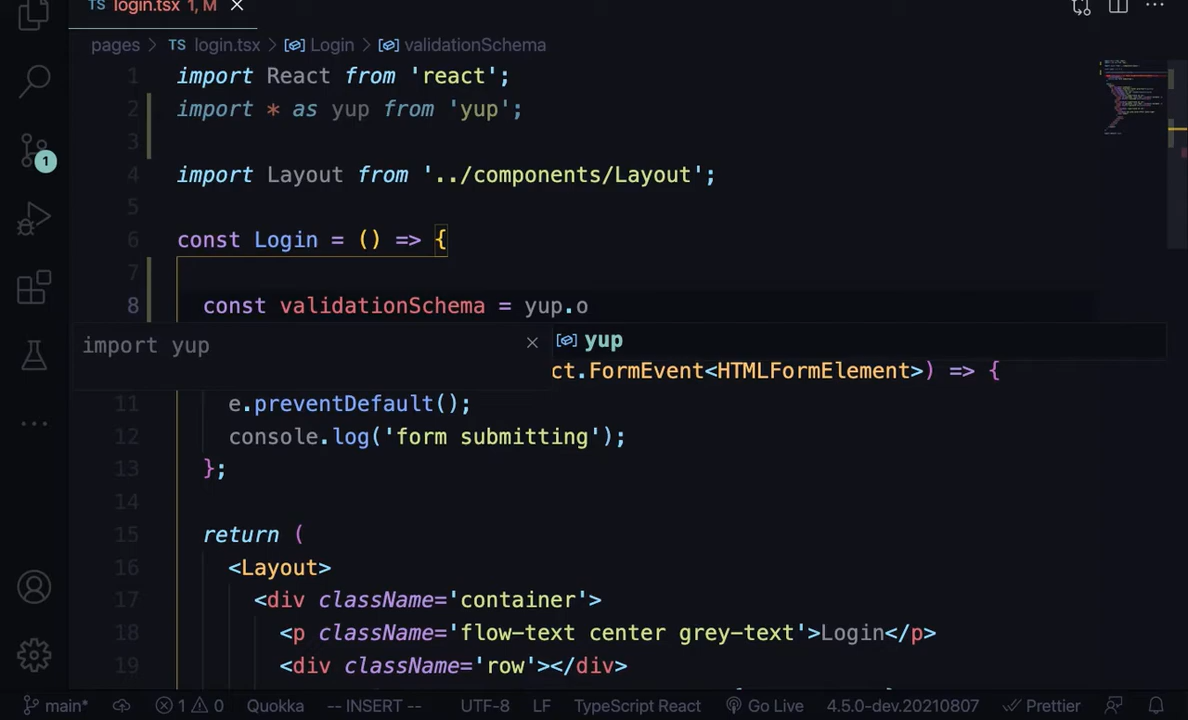 TS login.tsx 1, M
pages > TS login.tsx > Login > validationSchema
1 import React from 'react';
2 import * as yup from 'yup';
3
4 import Layout from '../components/Layout';
5
6 const Login = () => {
7
8 const validationSchema = yup.o
import yup
yup
ct.FormEvent<HTMLFormElement>) => {
11 e.preventDefault();
12 console.log('form submitting');
13 };
14
15 return (
16 <Layout>
17 <div className='container'>
18 <p className='flow-text center grey-text'>Login</p>
19 <div className='row'></div>
1
main* 1 0 Quokka -- INSERT -- UTF-8 LF TypeScript React Go Live 4.5.0-dev.20210807 Prettier